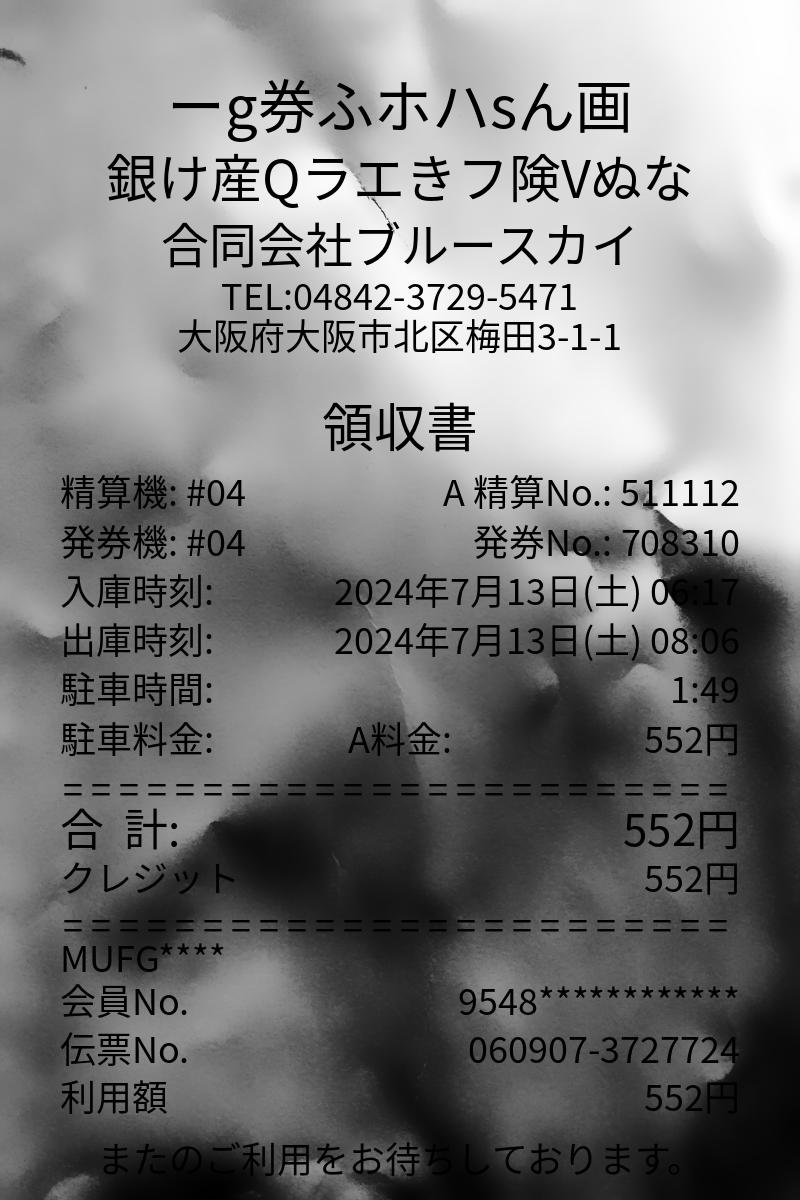 ーg券ふホハsん画
銀け産Qラエきフ険Vぬな
合同会社ブルースカイ
TEL:04842-3729-5471
大阪府大阪市北区梅田3-1-1
領収書
精算機: #04 A 精算No.: 511112
発券機: #04 発券No.: 708310
入庫時刻: 2024年7月13日(土) 06:17
出庫時刻: 2024年7月13日(土) 08:06
駐車時間: 1:49
駐車料金: A料金: 552円
========================
合 計: 552円
クレジット 552円
========================
MUFG****
会員No. 9548************
伝票No. 060907-3727724
利用額 552円
またのご利用をお待ちしております。